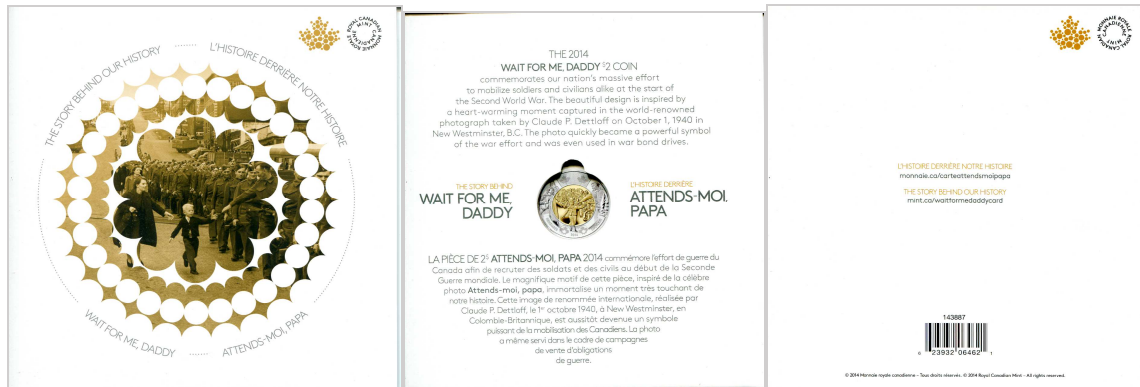 ROYAL CANADIAN MINT
MONNAIE ROYALE CANADIENNE
THE STORY BEHIND OUR HISTORY ........ L'HISTOIRE DERRIÈRE NOTRE HISTOIRE
WAIT FOR ME, DADDY ........ ATTENDS-MOI, PAPA
THE 2014
WAIT FOR ME, DADDY $2 COIN
commemorates our nation's massive effort
to mobilize soldiers and civilians alike at the start of
the Second World War. The beautiful design is inspired by
a heart-warming moment captured in the world-renowned
photograph taken by Claude P. Dettloff on October 1, 1940 in
New Westminster, B.C. The photo quickly became a powerful symbol
of the war effort and was even used in war bond drives.
THE STORY BEHIND
WAIT FOR ME,
DADDY
L'HISTOIRE DERRIÈRE
ATTENDS-MOI,
PAPA
LA PIÈCE DE 2$ ATTENDS-MOI, PAPA 2014 commémore l'effort de guerre du
Canada afin de recruter des soldats et des civils au début de la Seconde
Guerre mondiale. Le magnifique motif de cette pièce, inspiré de la célèbre
photo Attends-moi, papa, immortalise un moment très touchant de
notre histoire. Cette image de renommée internationale, réalisée par
Claude P. Dettloff, le 1er octobre 1940, à New Westminster, en
Colombie-Britannique, est aussitôt devenue un symbole
puissant de la mobilisation des Canadiens. La photo
a même servi dans le cadre de campagnes
de vente d'obligations
de guerre.
MONNAIE ROYALE CANADIENNE
ROYAL CANADIAN MINT
L'HISTOIRE DERRIÈRE NOTRE HISTOIRE
monnaie.ca/carteattendsmoipapa
THE STORY BEHIND OUR HISTORY
mint.ca/waitformedaddycard
143887
8 23932 06462 1
© 2014 Monnaie royale canadienne – Tous droits réservés. © 2014 Royal Canadian Mint – All rights reserved.